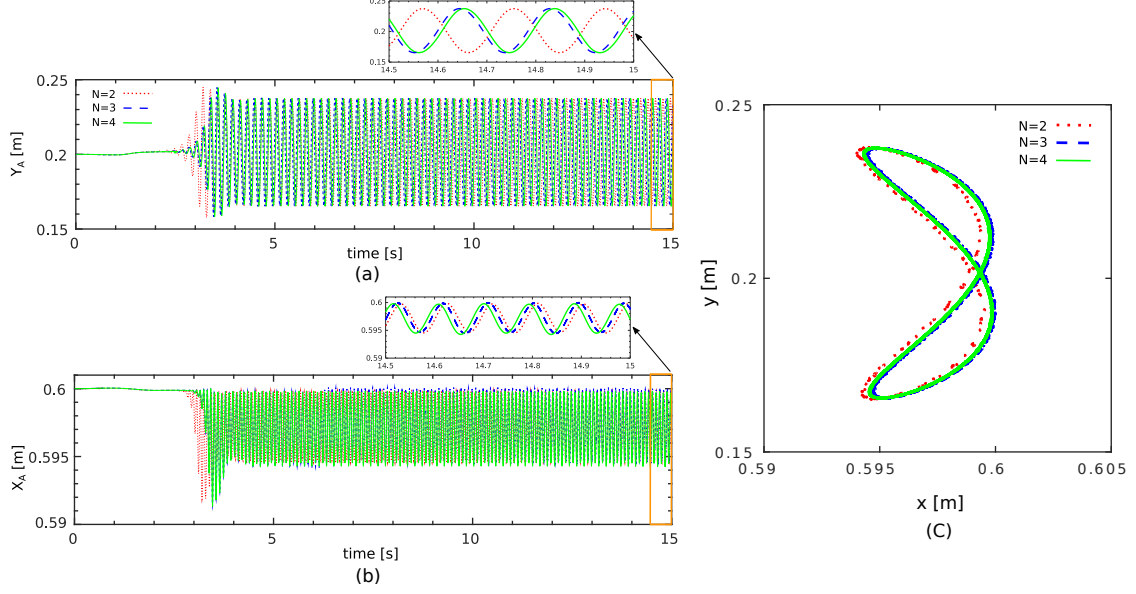 0.25
0.2
0.15
14.5 14.6 14.7 14.8 14.9 15
0.25
0.2
0.15
Y_A [m]
N=2
N=3
N=4
0 5 10 15
time [s]
(a)
0.6
0.595
0.59
14.5 14.6 14.7 14.8 14.9 15
0.6
0.595
0.59
X_A [m]
0 5 10 15
time [s]
(b)
0.25
0.2
0.15
y [m]
N=2
N=3
N=4
0.59 0.595 0.6 0.605
x [m]
(C)